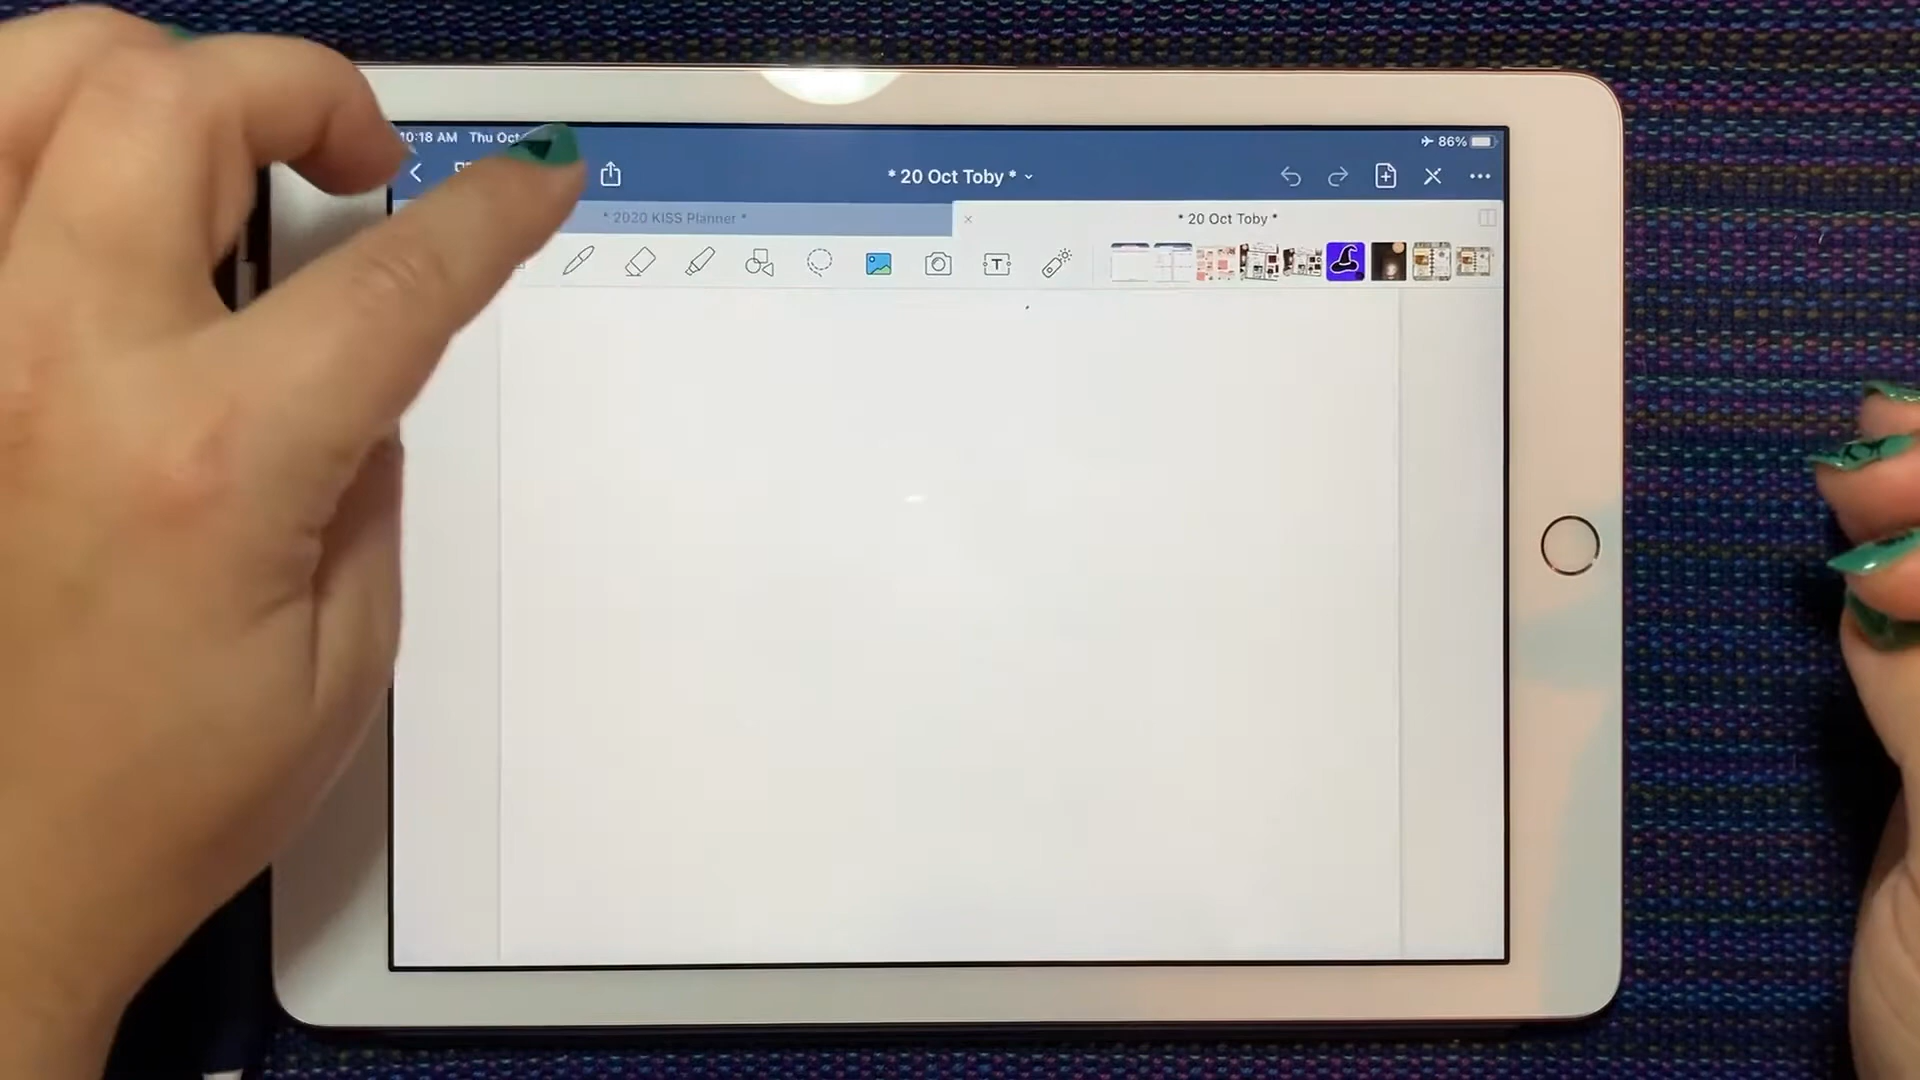 10:18 AM Thu Oct
86%
* 20 Oct Toby *
* 2020 KISS Planner *
* 20 Oct Toby *
T